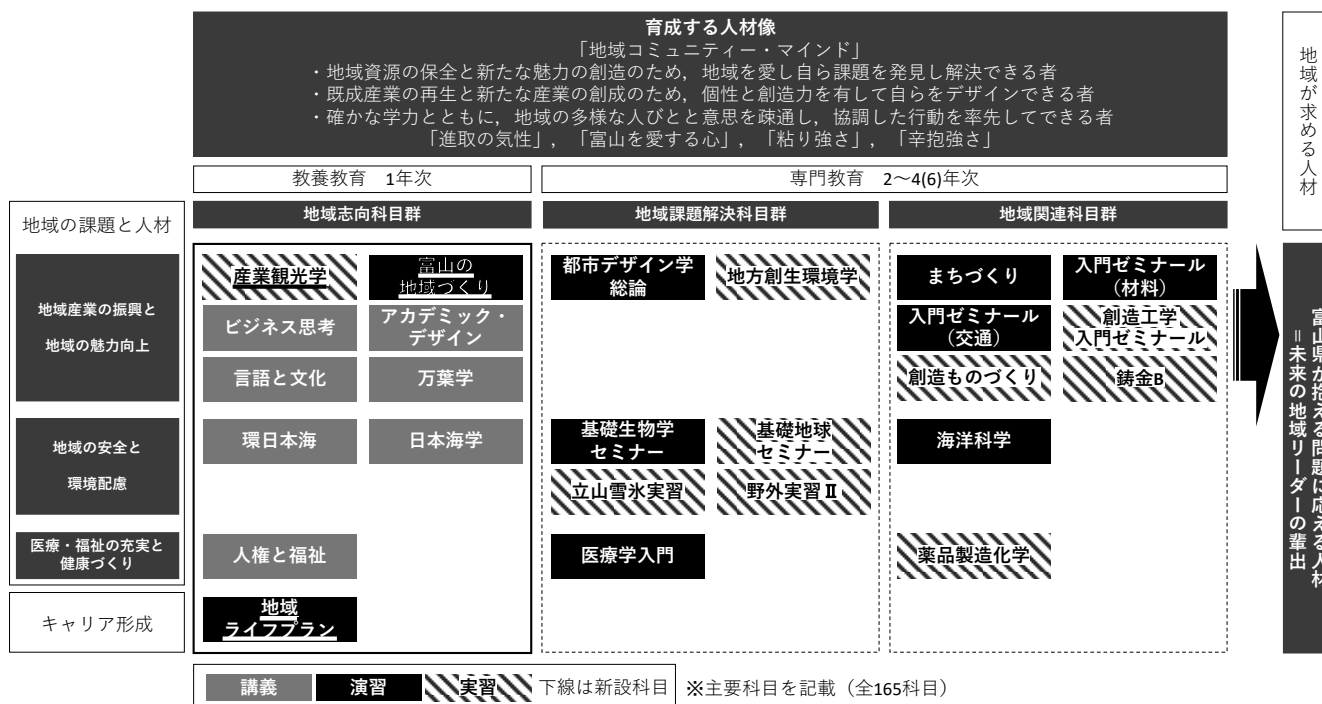 育成する人材像
「地域コミュニティー・マインド」
・地域資源の保全と新たな魅力の創造のため，地域を愛し自ら課題を発見し解決できる者
・既成産業の再生と新たな産業の創成のため，個性と創造力を有して自らをデザインできる者
・確かな学力とともに，地域の多様な人びとと意思を疎通し，協調した行動を率先してできる者
「進取の気性」，「富山を愛する心」，「粘り強さ」，「辛抱強さ」
地域が求める人材
教養教育　1年次
専門教育　2～4(6)年次
地域の課題と人材
地域志向科目群
地域課題解決科目群
地域関連科目群
地域産業の振興と
地域の魅力向上
産業観光学
富山の
地域づくり
ビジネス思考
アカデミック・
デザイン
言語と文化
万葉学
都市デザイン学
総論
地方創生環境学
まちづくり
入門ゼミナール
（材料）
入門ゼミナール
（交通）
創造工学
入門ゼミナール
創造ものづくり
鋳金B
地域の安全と
環境配慮
環日本海
日本海学
基礎生物学
セミナー
基礎地球
セミナー
立山雪氷実習
野外実習Ⅱ
海洋科学
医療・福祉の充実と
健康づくり
人権と福祉
医療学入門
薬品製造化学
キャリア形成
地域
ライフプラン
富山県が抱える問題に応える人材
＝未来の地域リーダーの輩出
講義
演習
実習
下線は新設科目
※主要科目を記載（全165科目）